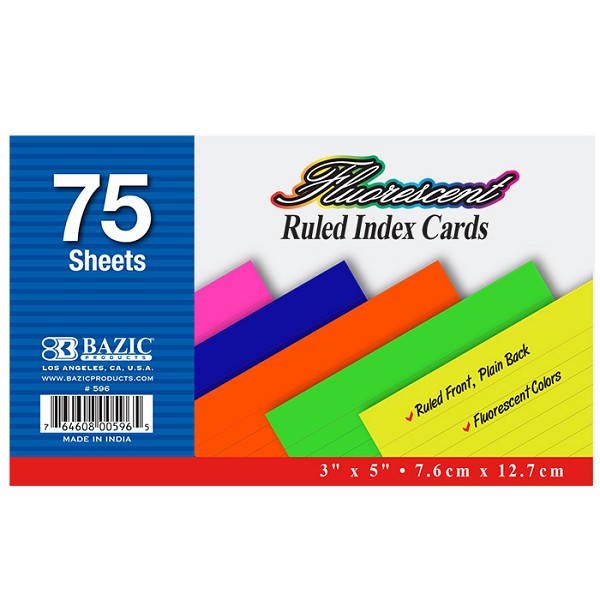 75
Sheets
BAZIC
PRODUCTS
LOS ANGELES, CA, U.S.A.
WWW.BAZICPRODUCTS.COM
# 596
7 64608 00596 5
MADE IN INDIA
Fluorescent
Ruled Index Cards
Ruled Front, Plain Back
Fluorescent Colors
3" x 5" • 7.6cm x 12.7cm